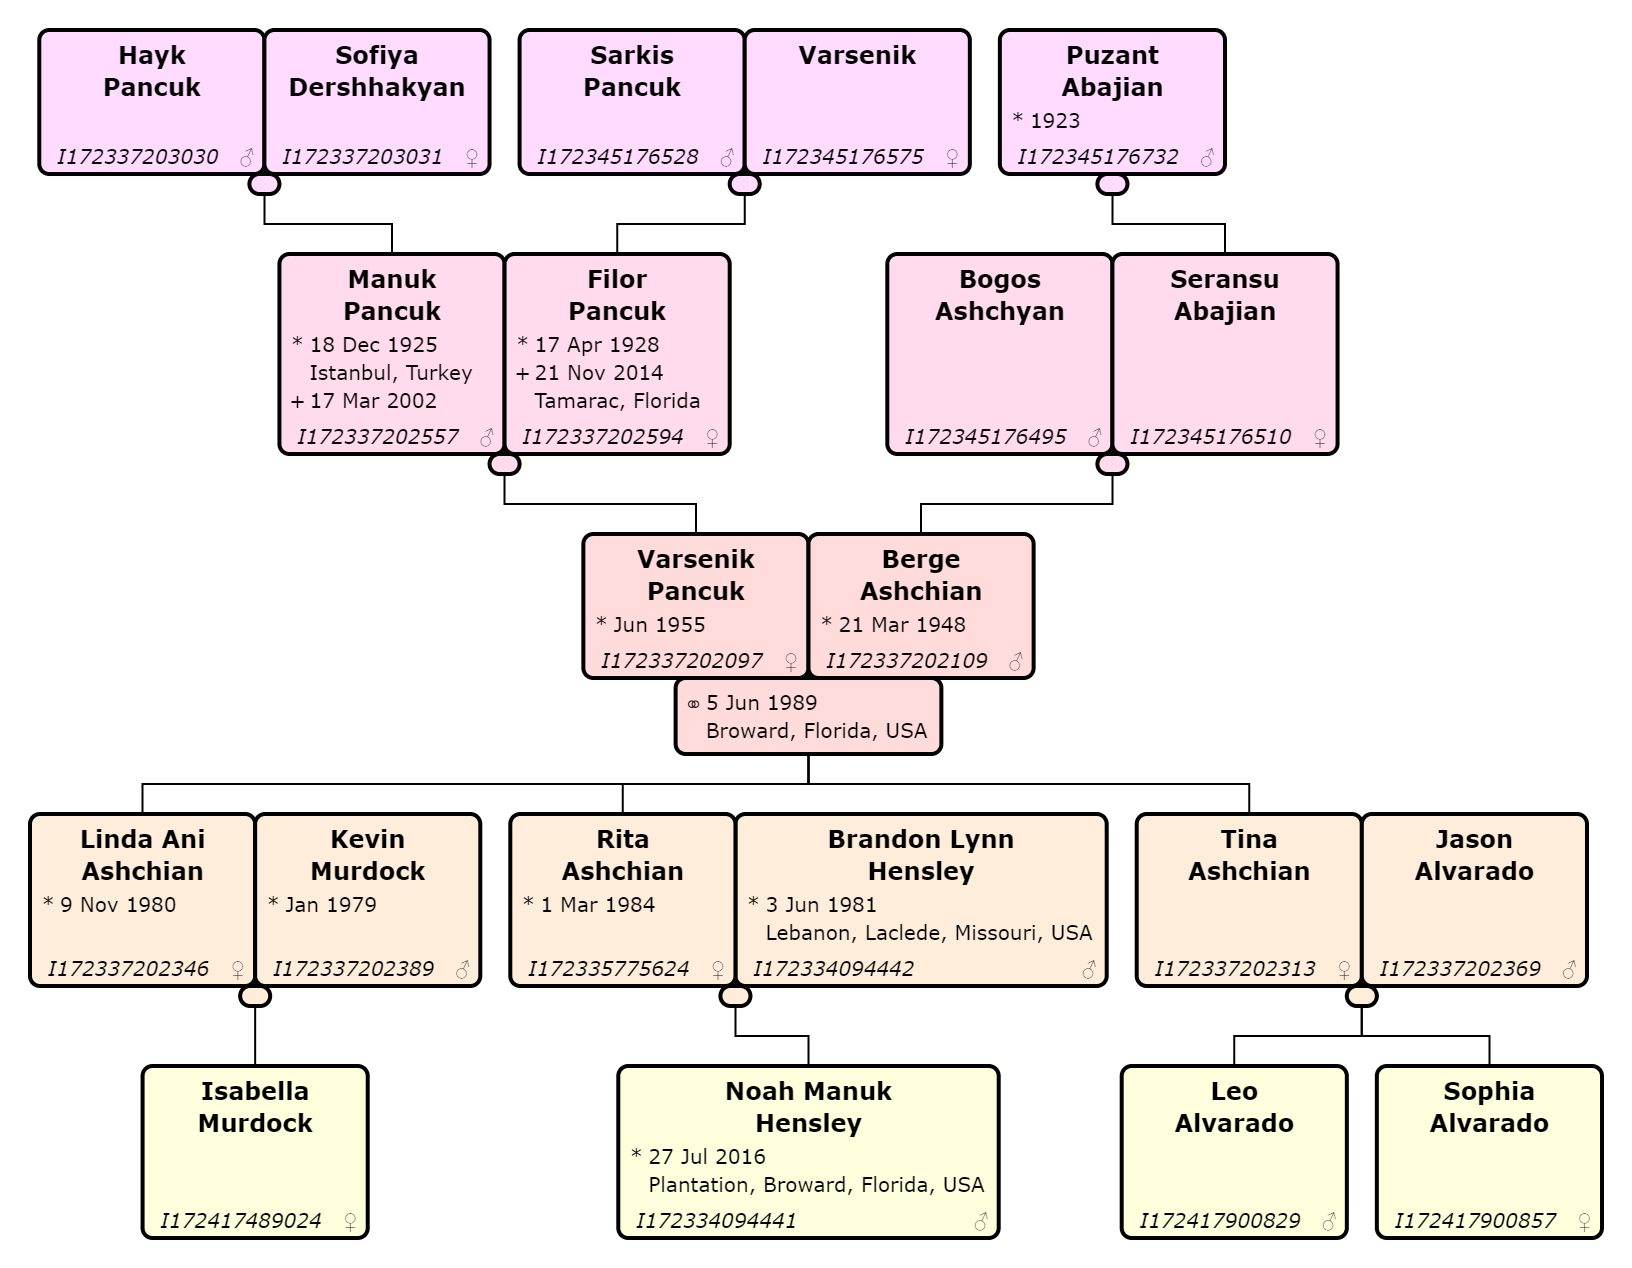 Hayk
Pancuk
I172337203030 ♂
Sofiya
Dershhakyan
I172337203031 ♀
Sarkis
Pancuk
I172345176528 ♂
Varsenik
I172345176575 ♀
Puzant
Abajian
* 1923
I172345176732 ♂
Manuk
Pancuk
* 18 Dec 1925
Istanbul, Turkey
+ 17 Mar 2002
I172337202557 ♂
Filor
Pancuk
* 17 Apr 1928
+ 21 Nov 2014
Tamarac, Florida
I172337202594 ♀
Bogos
Ashchyan
I172345176495 ♂
Seransu
Abajian
I172345176510 ♀
Varsenik
Pancuk
* Jun 1955
I172337202097 ♀
Berge
Ashchian
* 21 Mar 1948
I172337202109 ♂
⚭ 5 Jun 1989
Broward, Florida, USA
Linda Ani
Ashchian
* 9 Nov 1980
I172337202346 ♀
Kevin
Murdock
* Jan 1979
I172337202389 ♂
Rita
Ashchian
* 1 Mar 1984
I172335775624 ♀
Brandon Lynn
Hensley
* 3 Jun 1981
Lebanon, Laclede, Missouri, USA
I172334094442 ♂
Tina
Ashchian
I172337202313 ♀
Jason
Alvarado
I172337202369 ♂
Isabella
Murdock
I172417489024 ♀
Noah Manuk
Hensley
* 27 Jul 2016
Plantation, Broward, Florida, USA
I172334094441 ♂
Leo
Alvarado
I172417900829 ♂
Sophia
Alvarado
I172417900857 ♀